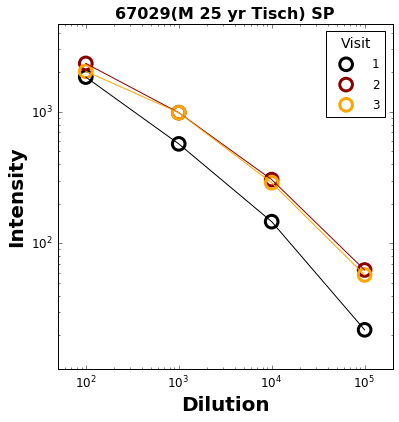 67029(M 25 yr Tisch) SP
Visit
1
2
3
Intensity
10³
10²
10² 10³ 10⁴ 10⁵
Dilution